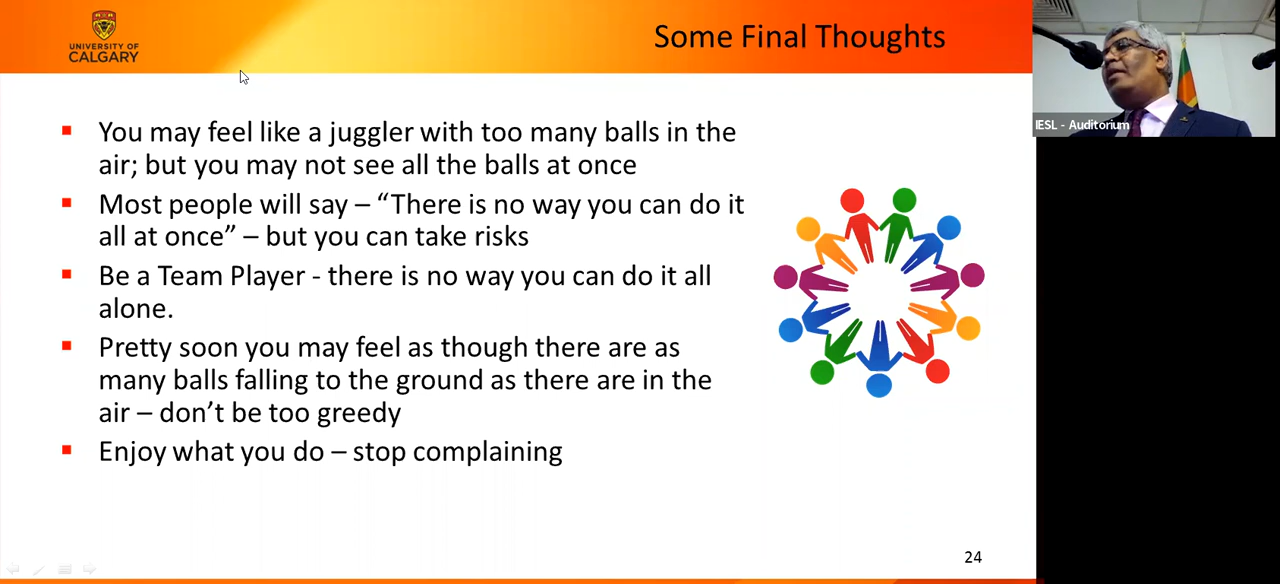 UNIVERSITY OF
CALGARY
Some Final Thoughts
IESL - Auditorium
▪ You may feel like a juggler with too many balls in the
air; but you may not see all the balls at once
▪ Most people will say – “There is no way you can do it
all at once” – but you can take risks
▪ Be a Team Player - there is no way you can do it all
alone.
▪ Pretty soon you may feel as though there are as
many balls falling to the ground as there are in the
air – don’t be too greedy
▪ Enjoy what you do – stop complaining
24